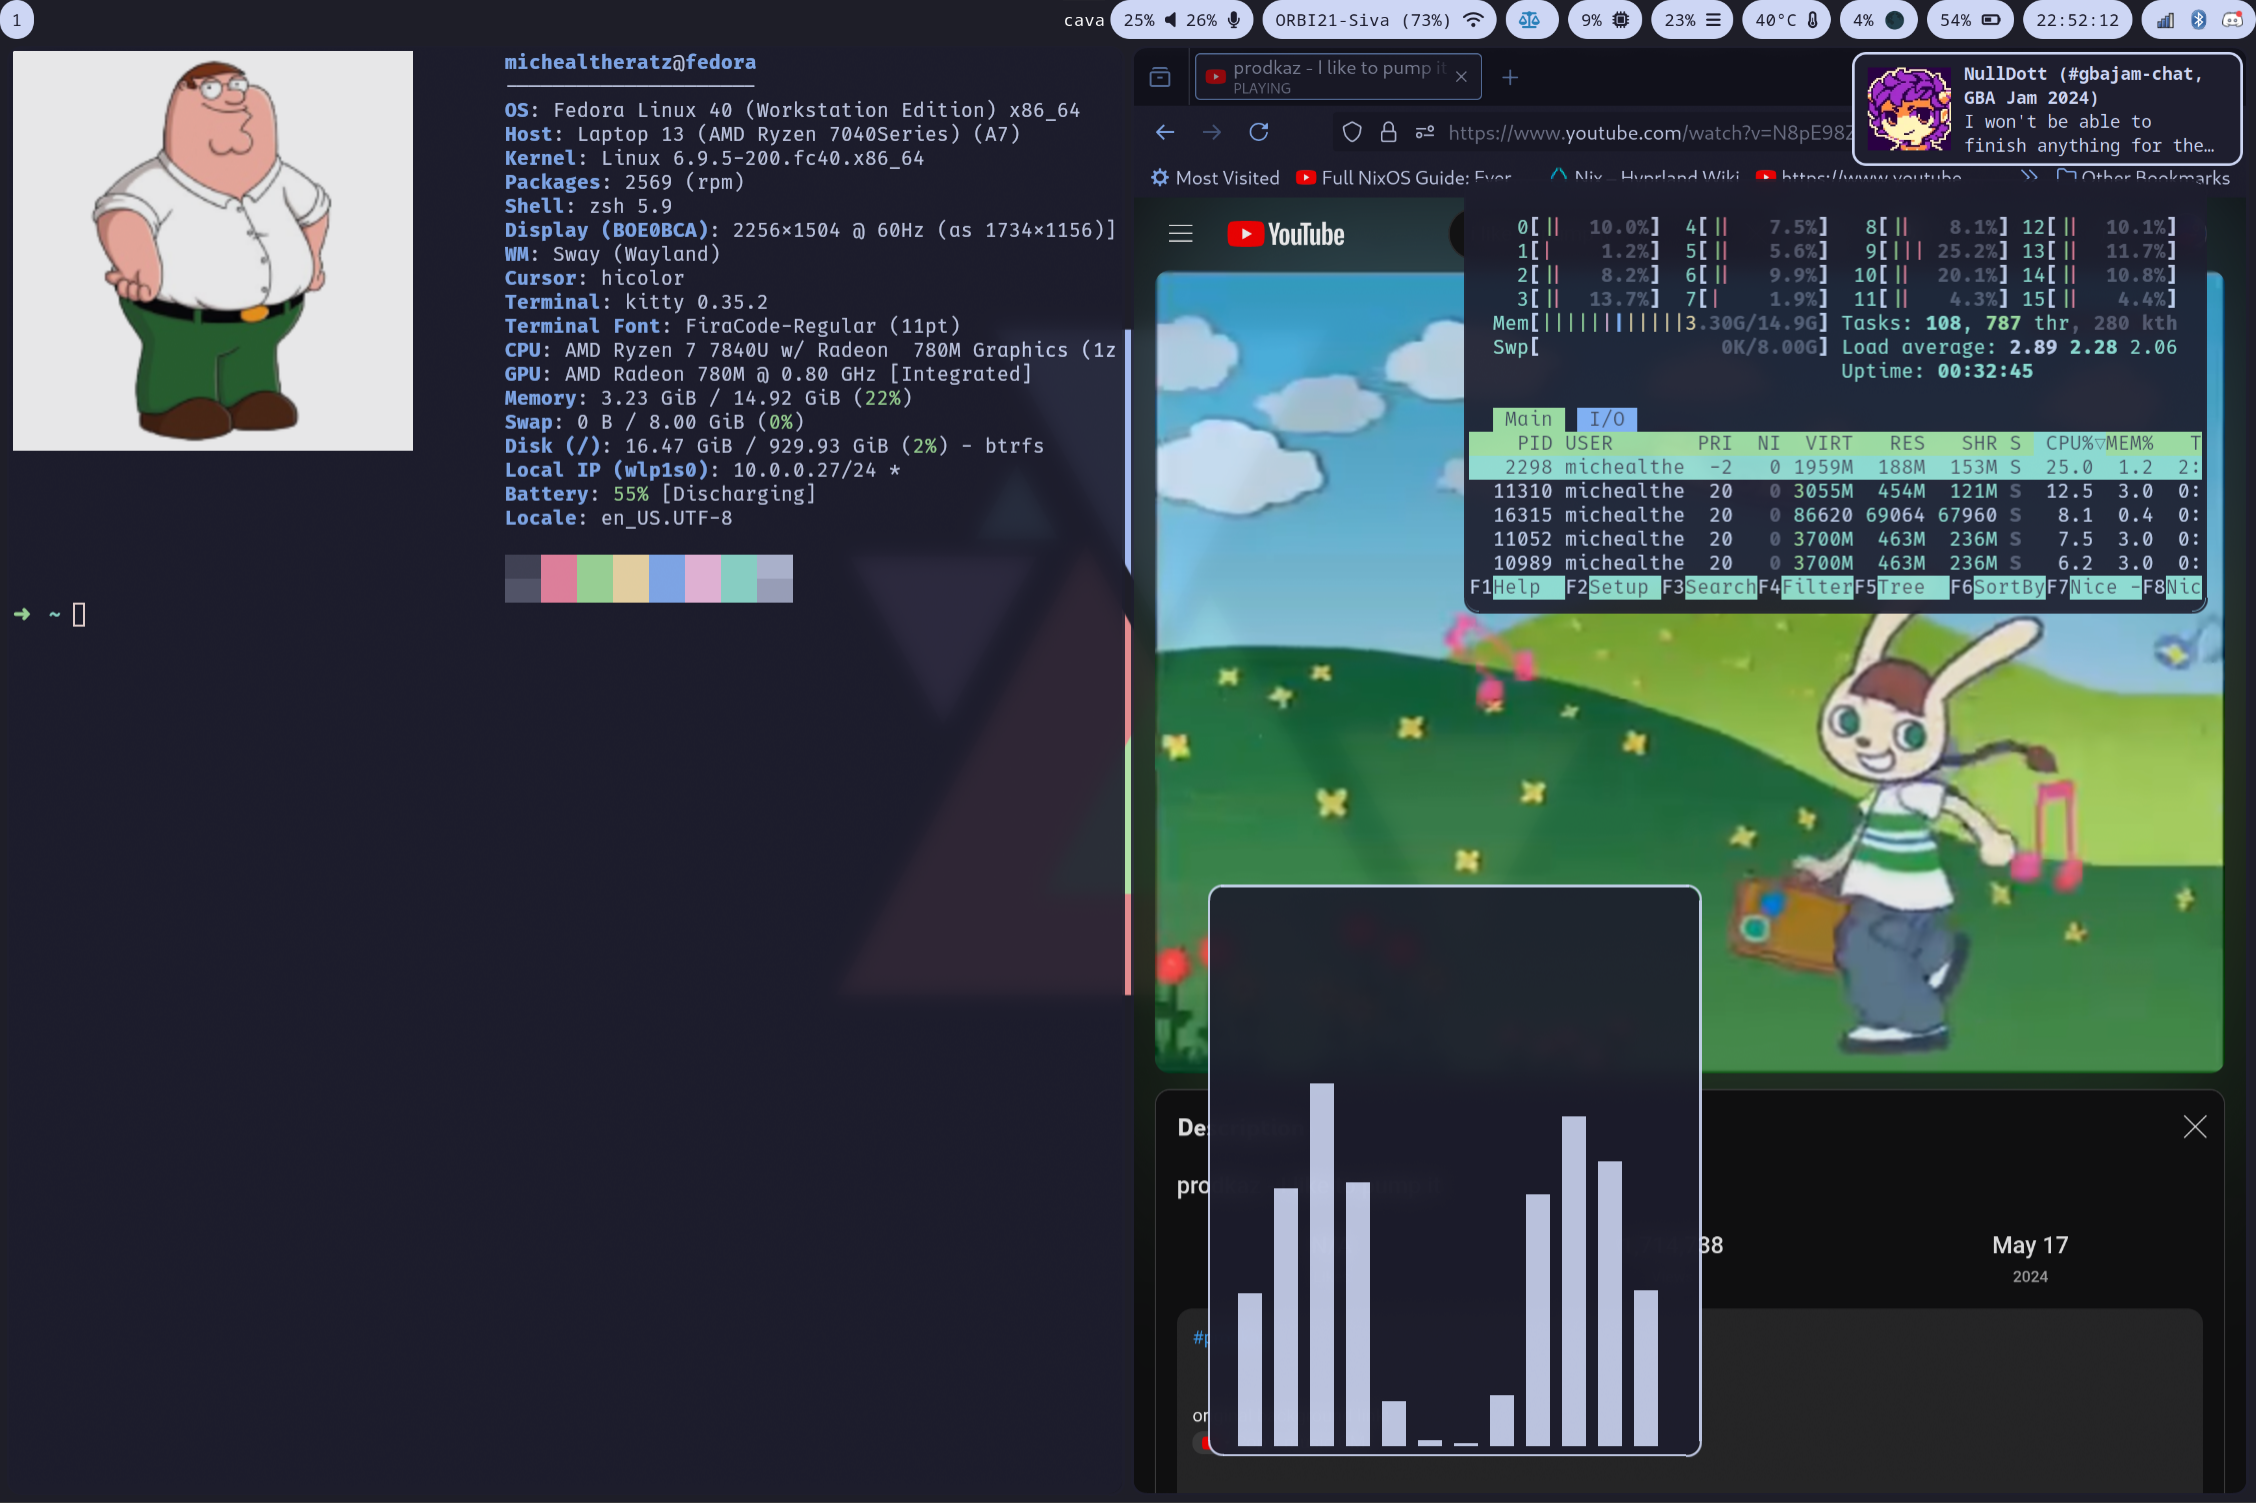 1
cava 25% 26% ORBI21-Siva (73%) 9% 23% 40°C 4% 54% 22:52:12
michealtheratz@fedora
OS: Fedora Linux 40 (Workstation Edition) x86_64
Host: Laptop 13 (AMD Ryzen 7040Series) (A7)
Kernel: Linux 6.9.5-200.fc40.x86_64
Packages: 2569 (rpm)
Shell: zsh 5.9
Display (BOE0BCA): 2256×1504 @ 60Hz (as 1734×1156)]
WM: Sway (Wayland)
Cursor: hicolor
Terminal: kitty 0.35.2
Terminal Font: FiraCode-Regular (11pt)
CPU: AMD Ryzen 7 7840U w/ Radeon  780M Graphics (1z
GPU: AMD Radeon 780M @ 0.80 GHz [Integrated]
Memory: 3.23 GiB / 14.92 GiB (22%)
Swap: 0 B / 8.00 GiB (0%)
Disk (/): 16.47 GiB / 929.93 GiB (2%) - btrfs
Local IP (wlp1s0): 10.0.0.27/24 *
Battery: 55% [Discharging]
Locale: en_US.UTF-8
➜ ~
prodkaz - I like to pump it
PLAYING
https://www.youtube.com/watch?v=N8pE98Z
NullDott (#gbajam-chat,
GBA Jam 2024)
I won't be able to
finish anything for the…
Most Visited Full NixOS Guide: Ever Nix - Hyprland Wiki https://www.youtube Other Bookmarks
YouTube
0[|| 10.0%] 4[|| 7.5%] 8[|| 8.1%] 12[|| 10.1%]
1[| 1.2%] 5[|| 5.6%] 9[||| 25.2%] 13[|| 11.7%]
2[|| 8.2%] 6[|| 9.9%] 10[|| 20.1%] 14[|| 10.8%]
3[|| 13.7%] 7[| 1.9%] 11[|| 4.3%] 15[|| 4.4%]
Mem[||||||||||||3.30G/14.9G] Tasks: 108, 787 thr, 280 kth
Swp[ 0K/8.00G] Load average: 2.89 2.28 2.06
Uptime: 00:32:45
Main I/O
PID USER PRI NI VIRT RES SHR S CPU%▽MEM% T
2298 michealthe -2 0 1959M 188M 153M S 25.0 1.2 2:
11310 michealthe 20 0 3055M 454M 121M S 12.5 3.0 0:
16315 michealthe 20 0 86620 69064 67960 S 8.1 0.4 0:
11052 michealthe 20 0 3700M 463M 236M S 7.5 3.0 0:
10989 michealthe 20 0 3700M 463M 236M S 6.2 3.0 0:
F1Help F2Setup F3SearchF4FilterF5Tree F6SortByF7Nice -F8Nic
De
pro
38 May 17
2024
#p
or